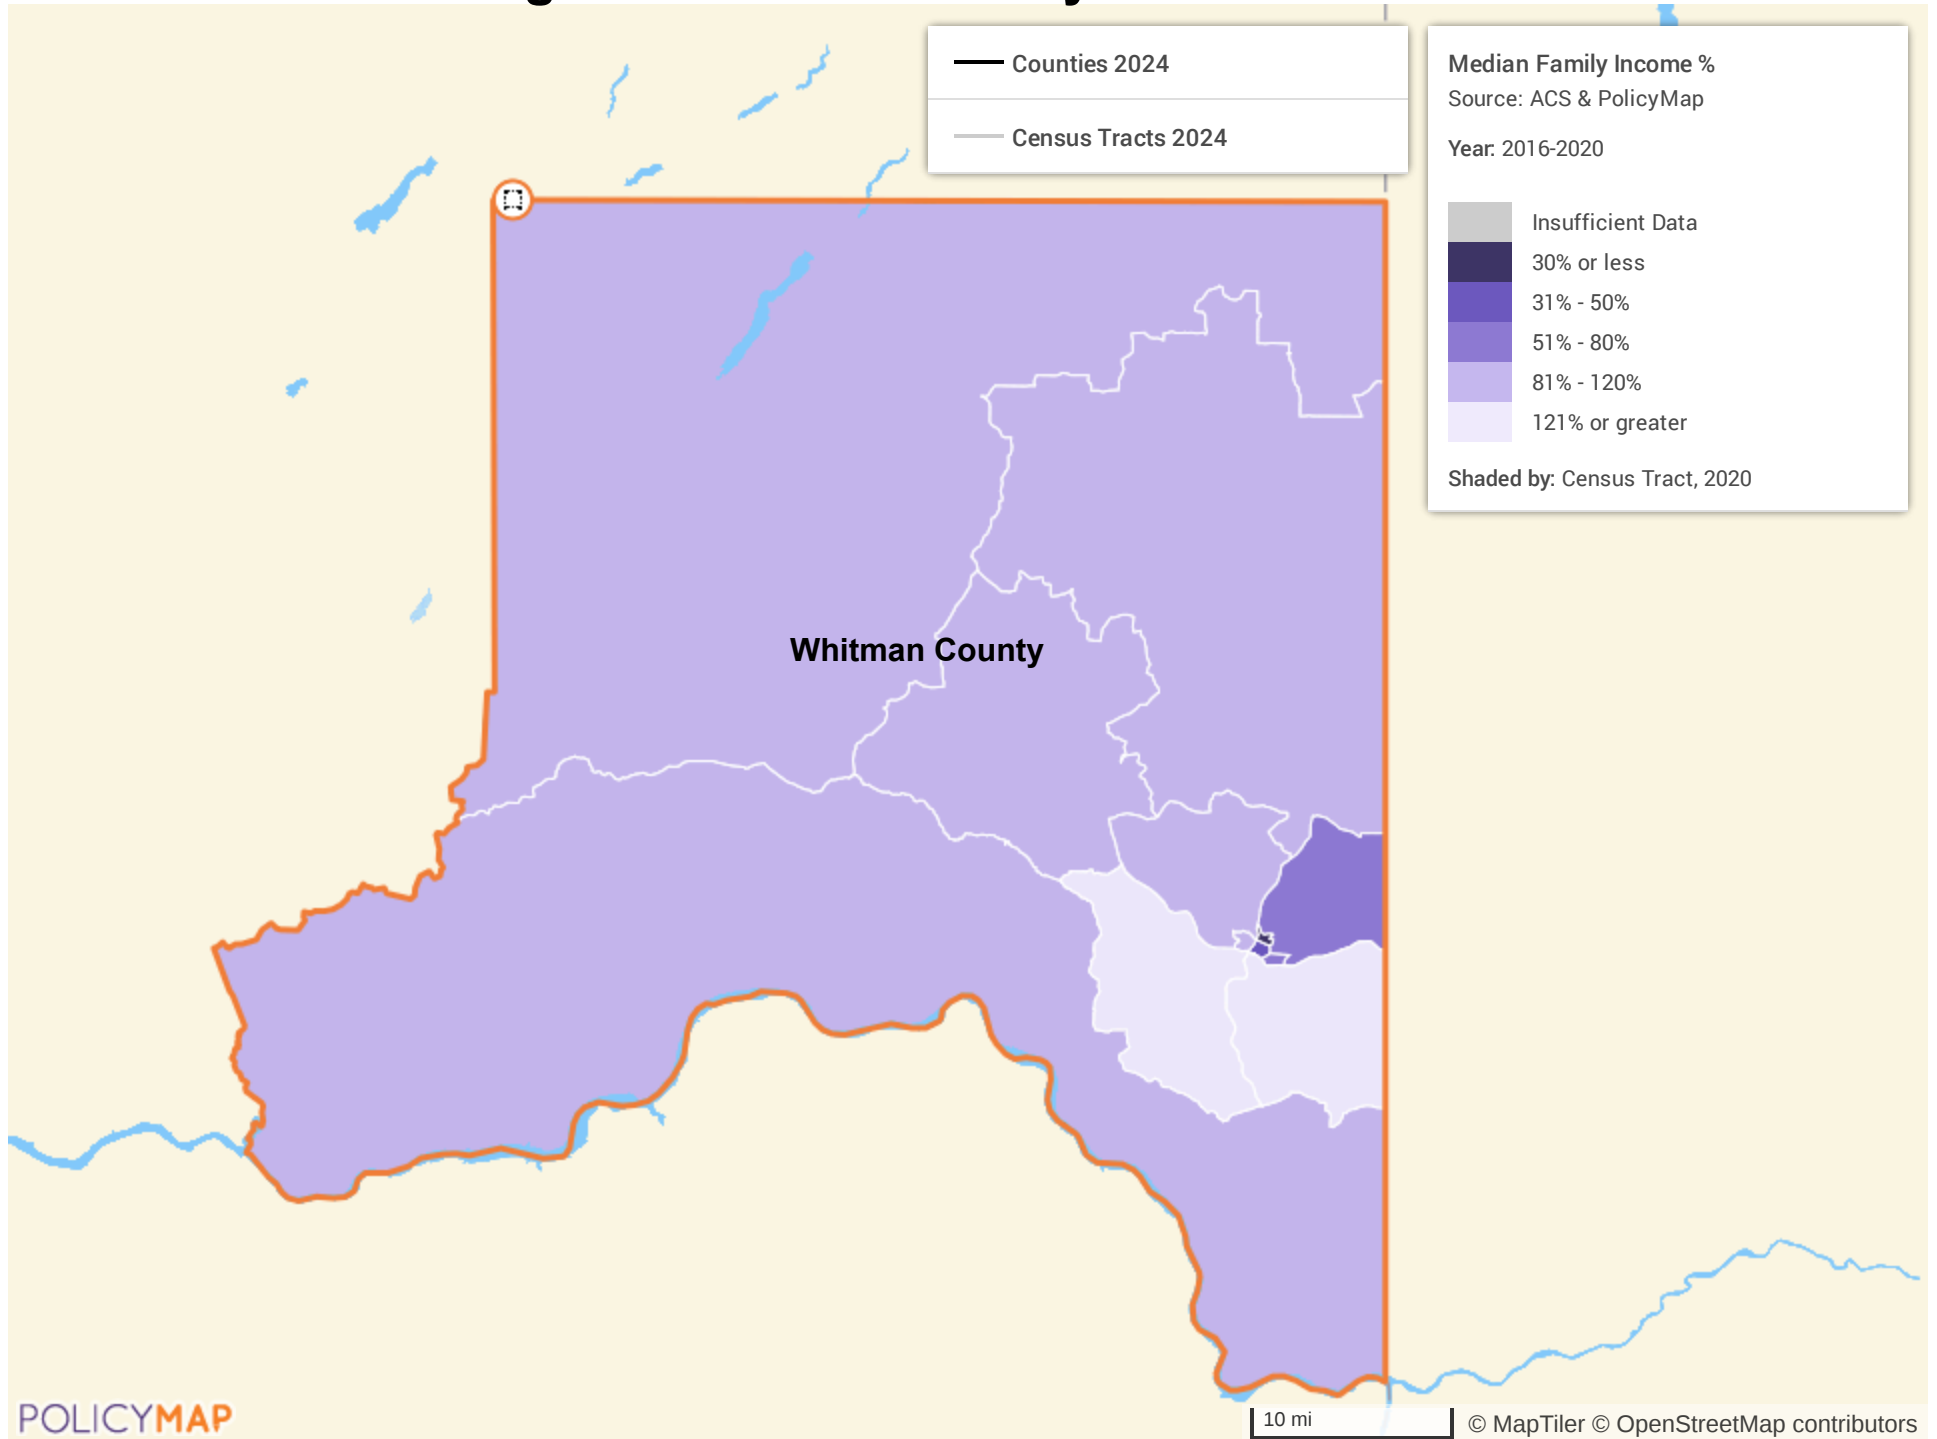 Counties 2024
Census Tracts 2024
Median Family Income %
Source: ACS & PolicyMap
Year: 2016-2020
Insufficient Data
30% or less
31% - 50%
51% - 80%
81% - 120%
121% or greater
Shaded by: Census Tract, 2020
Whitman County
POLICYMAP
10 mi
© MapTiler © OpenStreetMap contributors